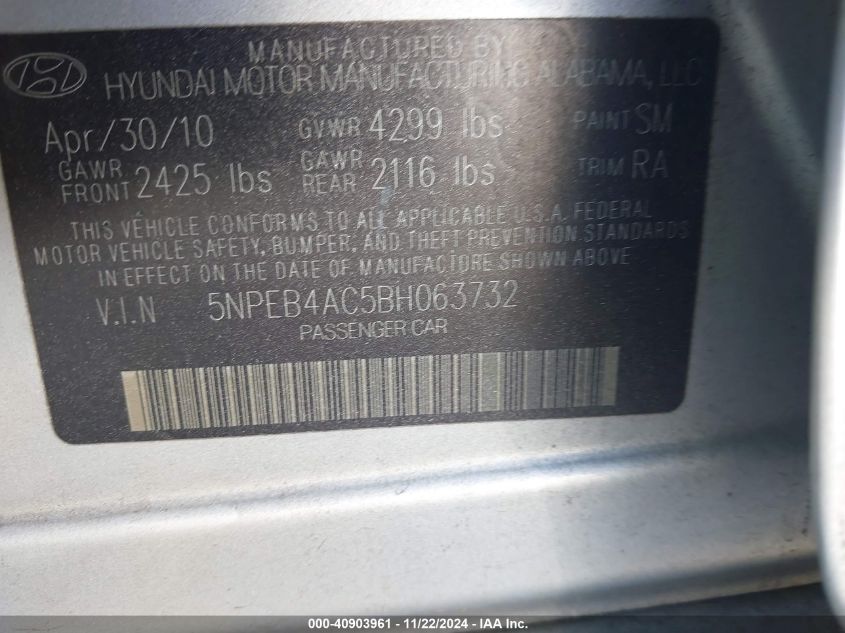 MANUFACTURED BY
HYUNDAI MOTOR MANUFACTURING ALABAMA, LLC
Apr/30/10 GVWR 4299 lbs PAINT SM
GAWR FRONT 2425 lbs GAWR REAR 2116 lbs TRIM RA
THIS VEHICLE CONFORMS TO ALL APPLICABLE U.S.A. FEDERAL
MOTOR VEHICLE SAFETY, BUMPER, AND THEFT PREVENTION STANDARDS
IN EFFECT ON THE DATE OF MANUFACTURE SHOWN ABOVE.
V.I.N 5NPEB4AC5BH063732
PASSENGER CAR
000-40903961 - 11/22/2024 - IAA Inc.